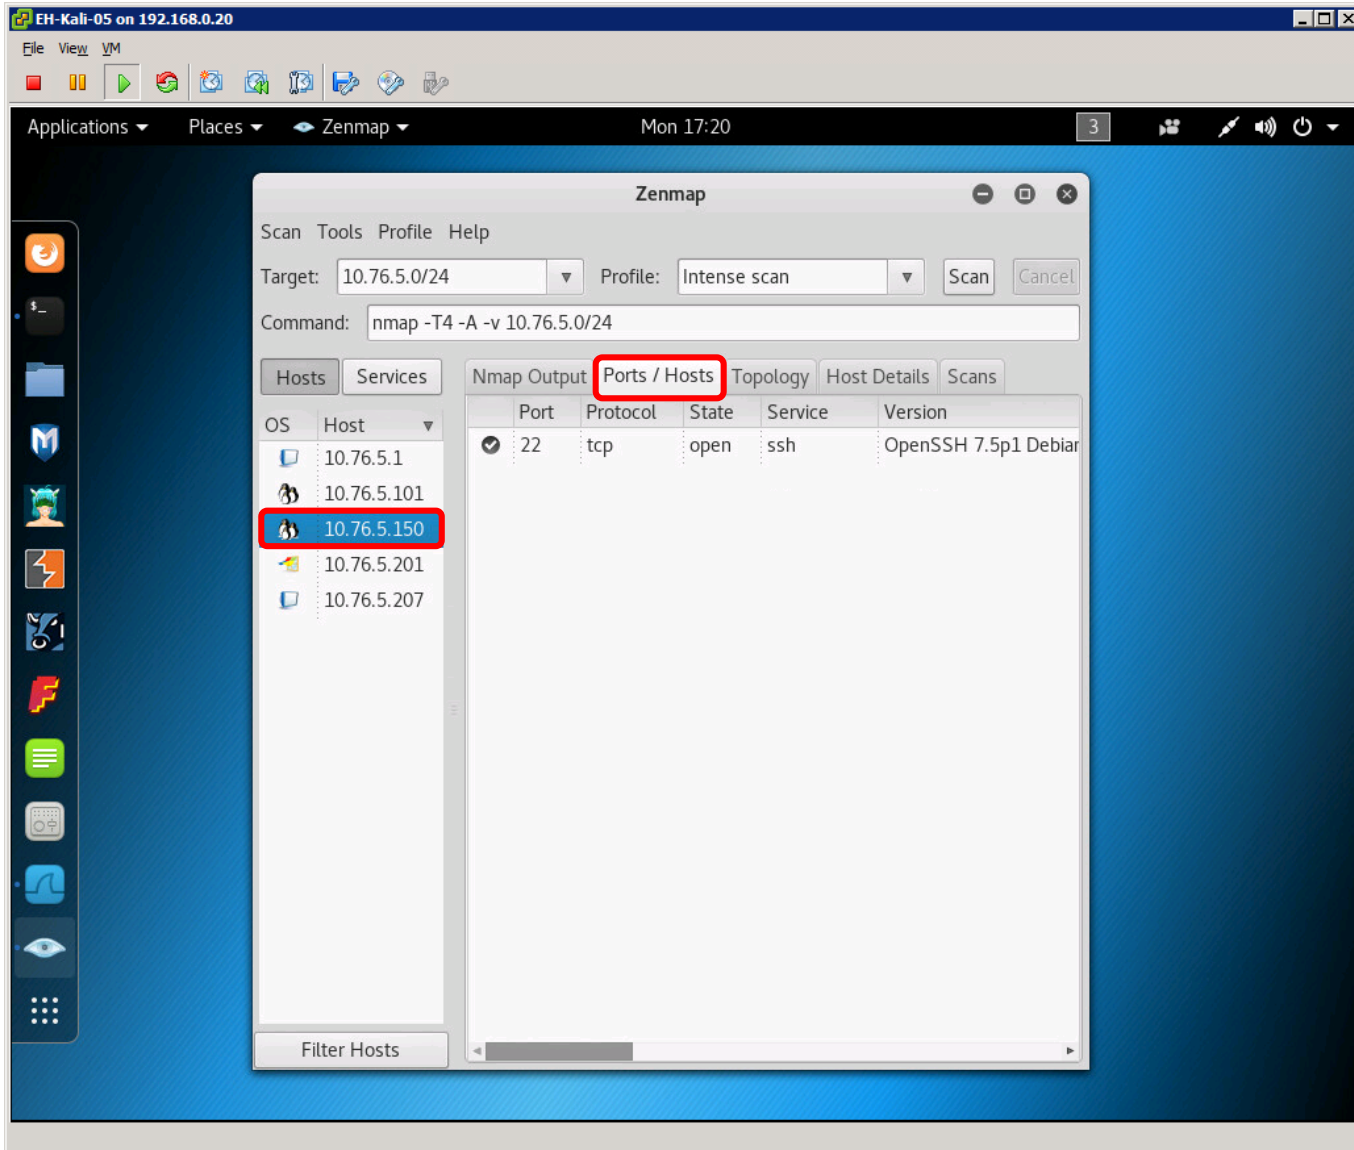 EH-Kali-05 on 192.168.0.20
File View VM
Applications Places Zenmap Mon 17:20 3
Zenmap
Scan Tools Profile Help
Target: 10.76.5.0/24 Profile: Intense scan Scan Cancel
Command: nmap -T4 -A -v 10.76.5.0/24
Hosts Services Nmap Output Ports / Hosts Topology Host Details Scans
OS Host Port Protocol State Service Version
22 tcp open ssh OpenSSH 7.5p1 Debian
10.76.5.1
10.76.5.101
10.76.5.150
10.76.5.201
10.76.5.207
Filter Hosts